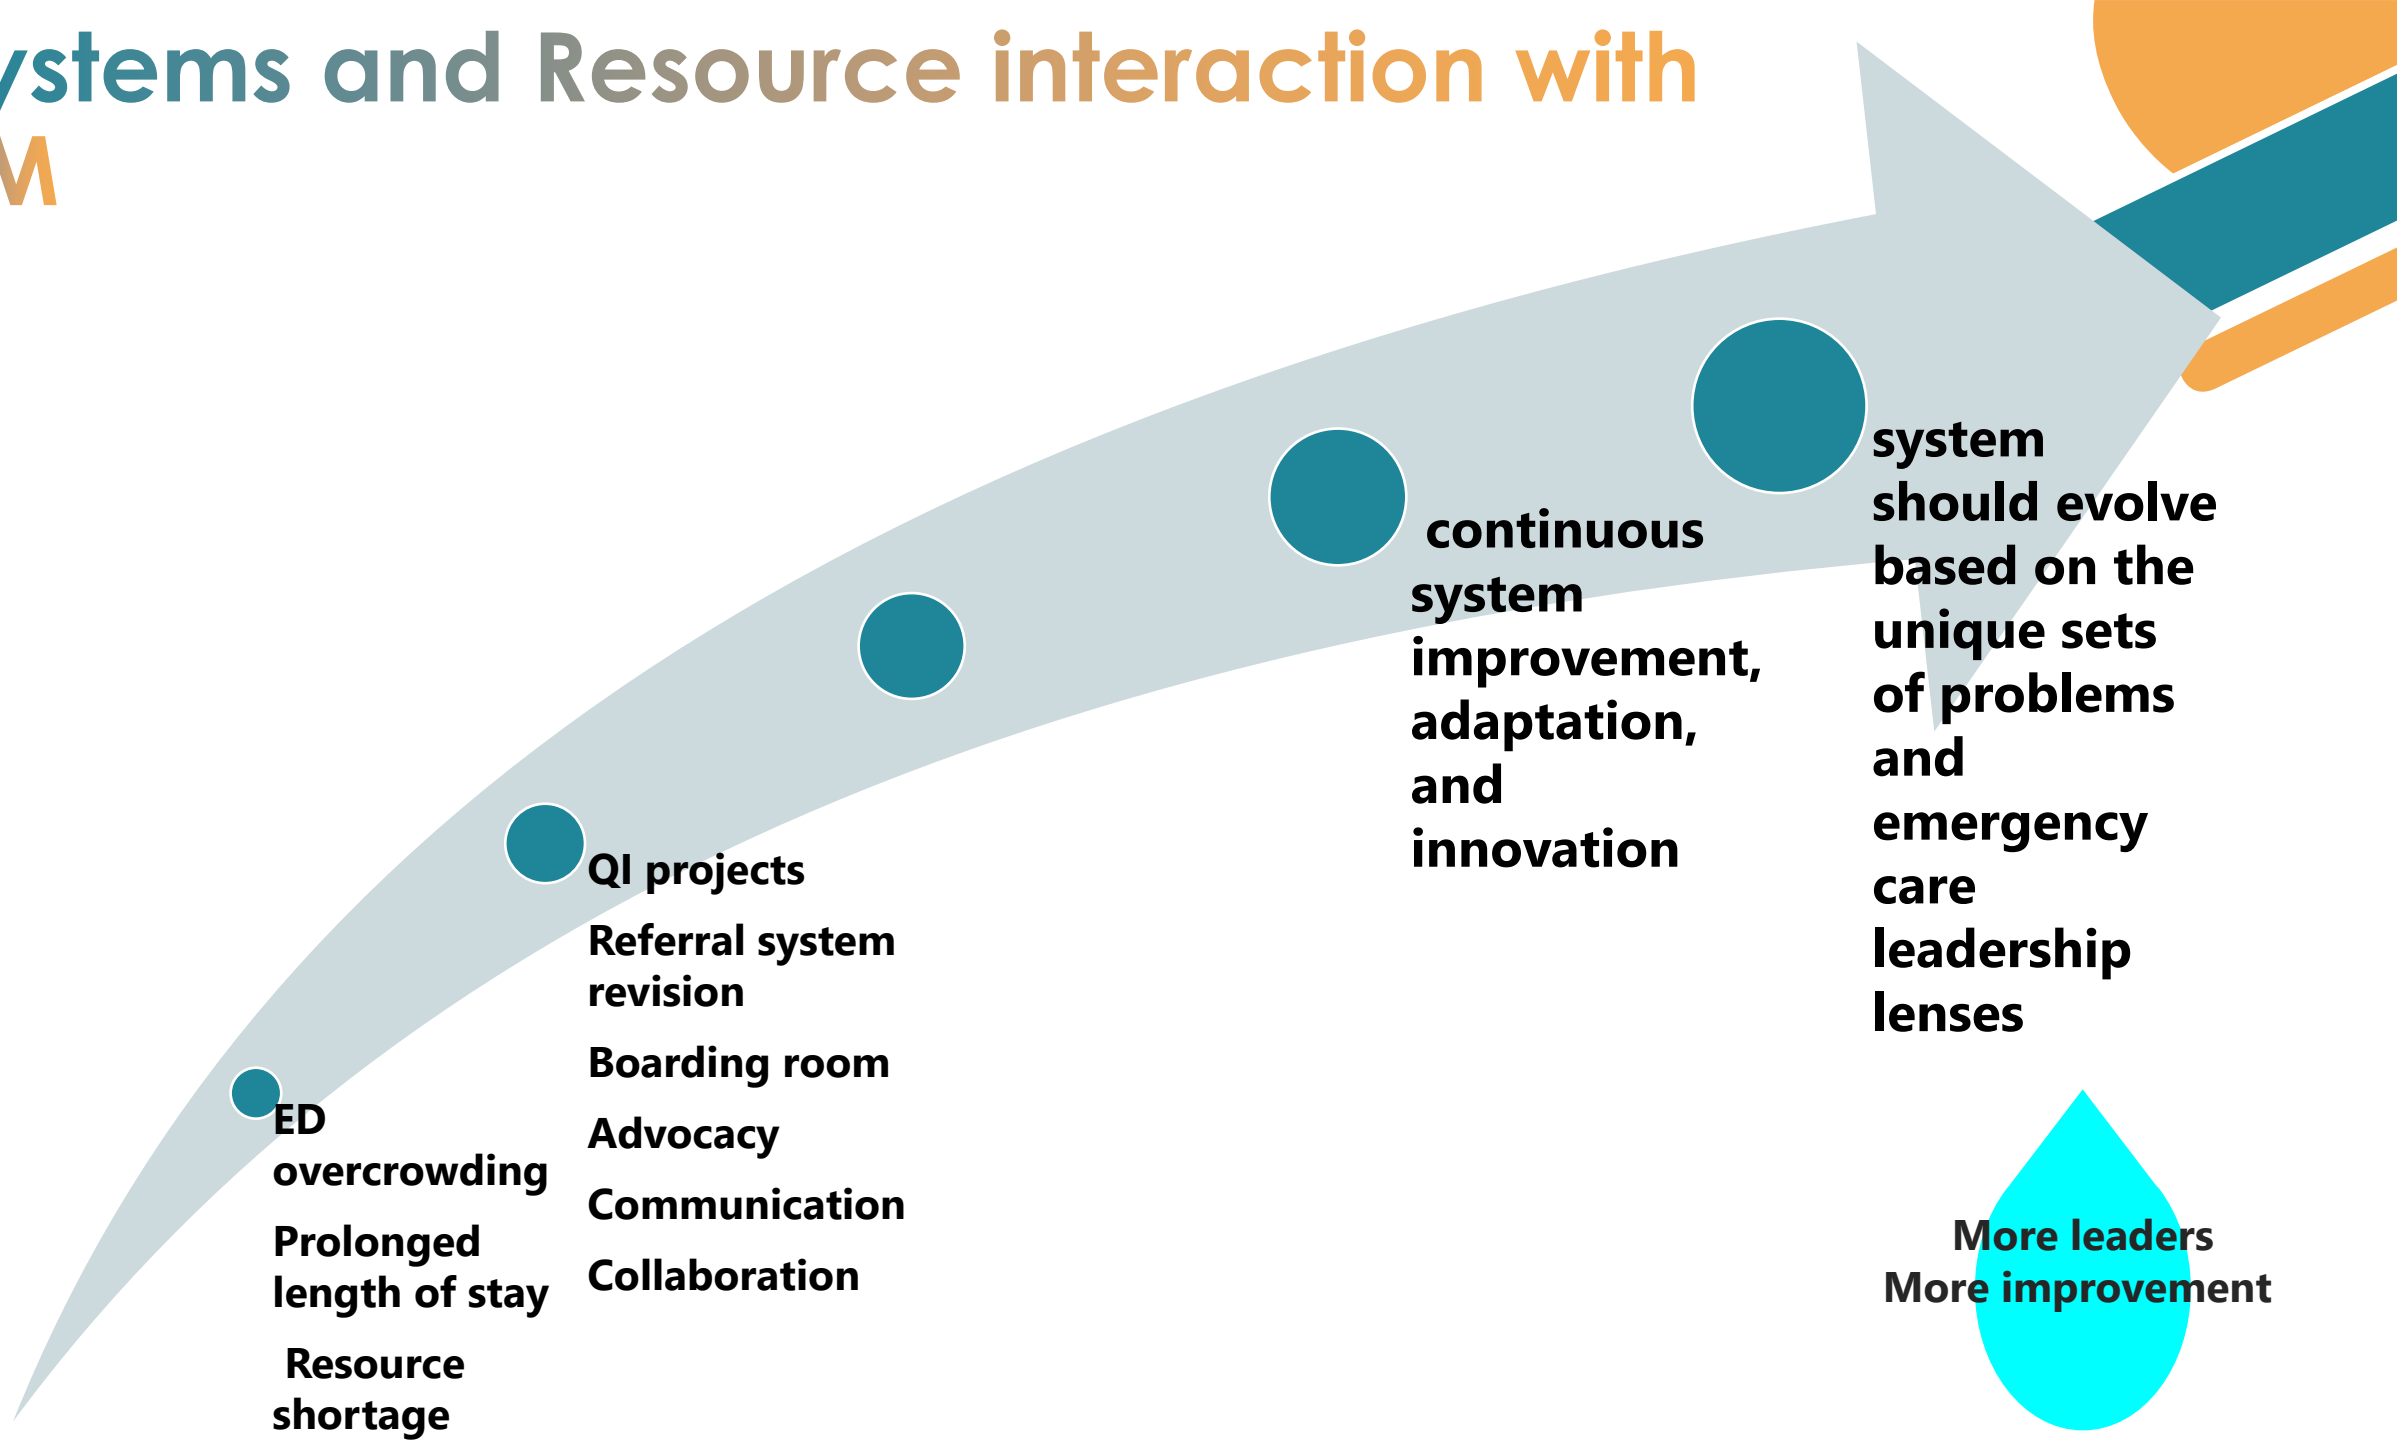 ystems and Resource interaction with
M
ED
overcrowding
Prolonged
length of stay
Resource
shortage
QI projects
Referral system
revision
Boarding room
Advocacy
Communication
Collaboration
continuous
system
improvement,
adaptation,
and
innovation
system
should evolve
based on the
unique sets
of problems
and
emergency
care
leadership
lenses
More leaders
More improvement